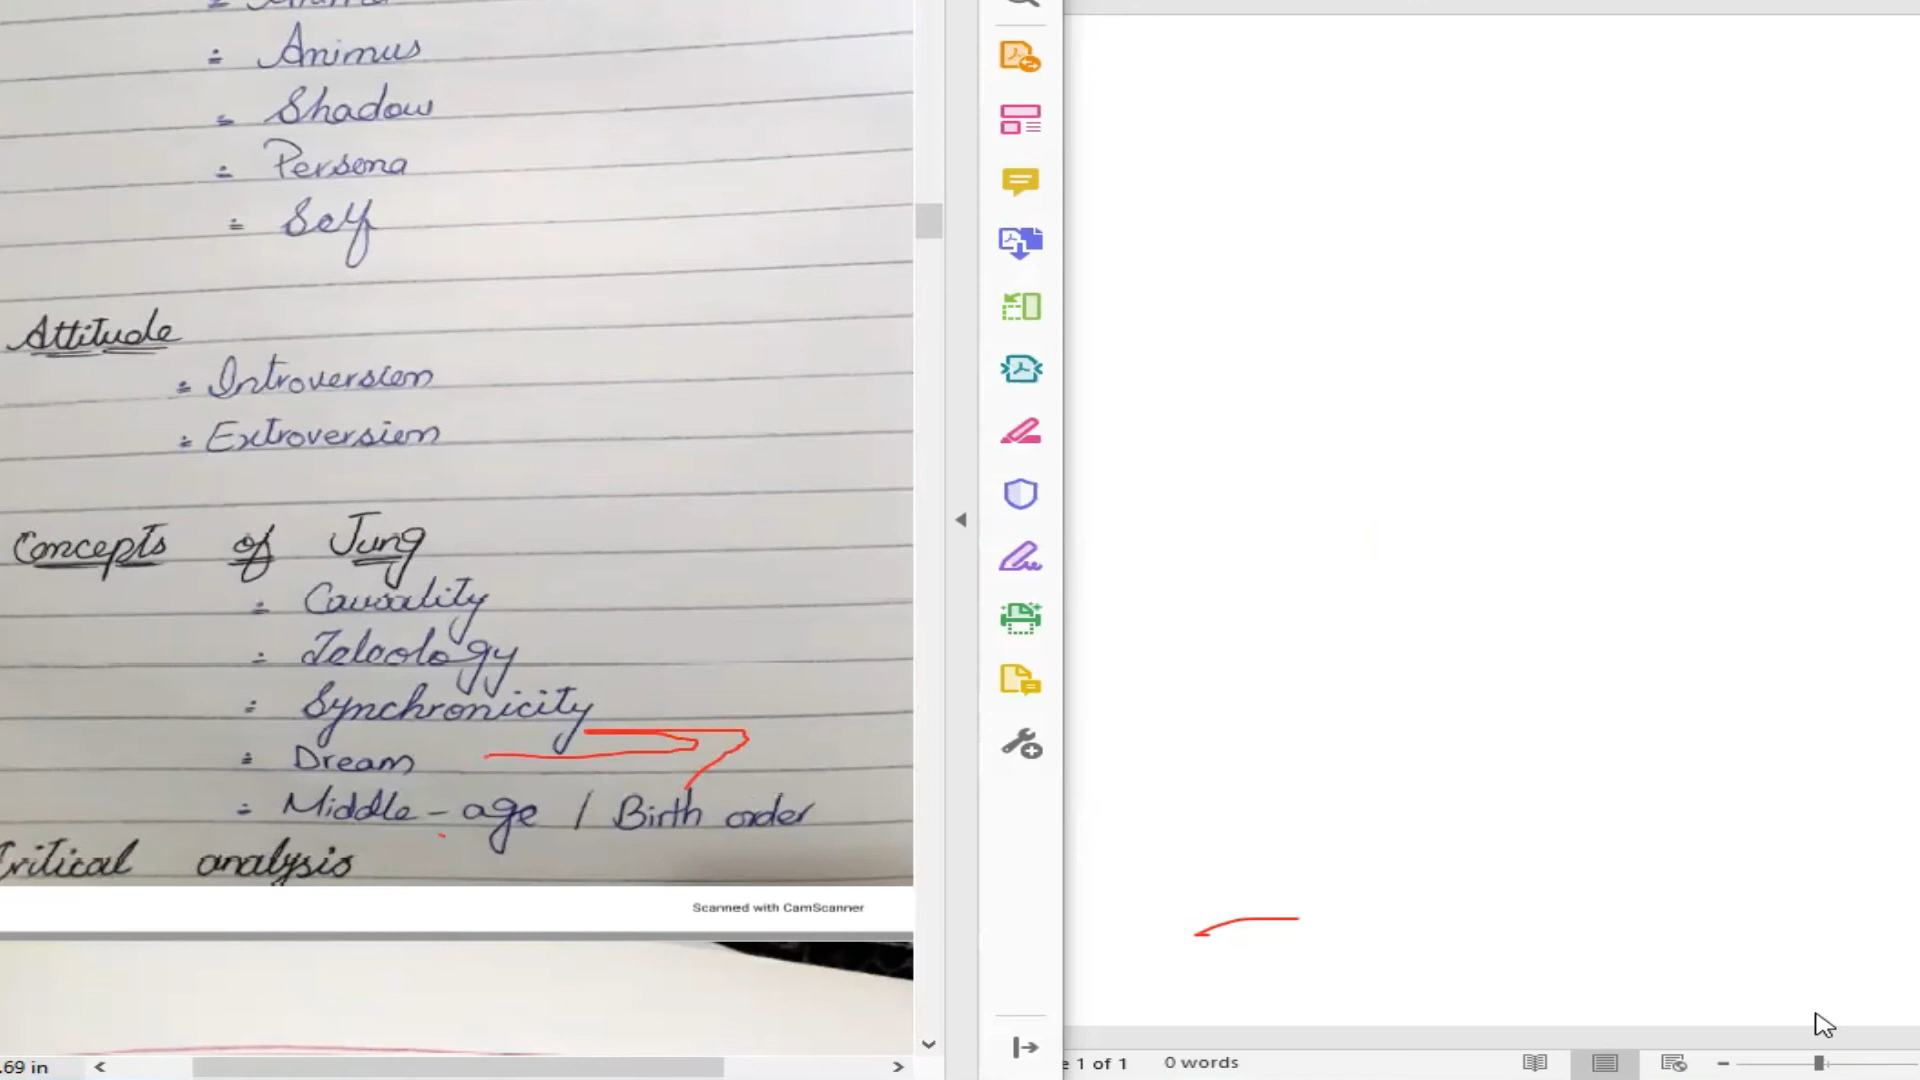 = Animus
= Shadow
= Persona
= Self
Attitude
= Introversion
= Extroversion
Concepts of Jung
= Causality
= Teleology
= Synchronicity
= Dream
= Middle-age / Birth order
Critical analysis
Scanned with CamScanner
.69 in
1 of 1 0 words